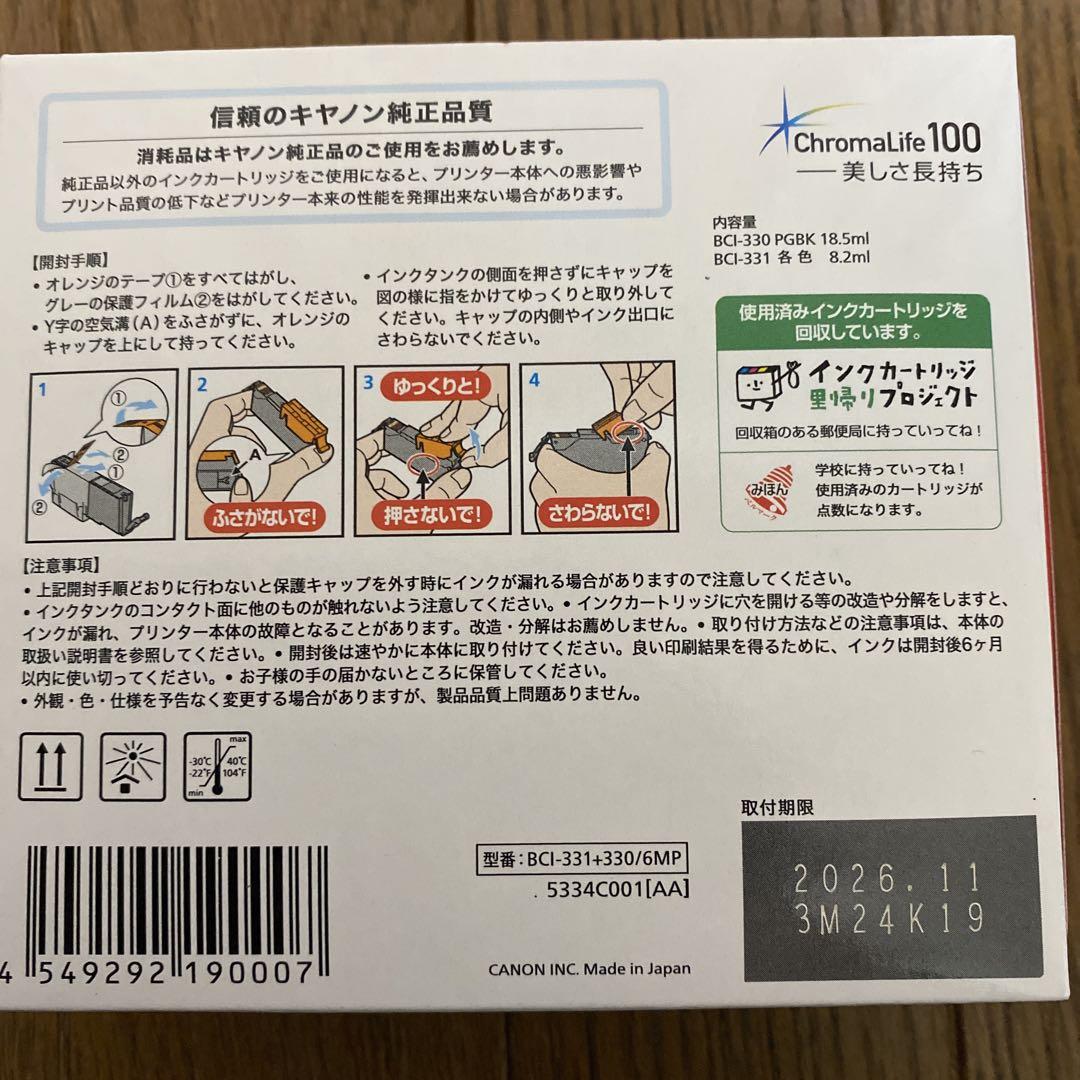 信頼のキヤノン純正品質
消耗品はキヤノン純正品のご使用をお薦めします。
純正品以外のインクカートリッジをご使用になると、プリンター本体への悪影響や
プリント品質の低下などプリンター本来の性能を発揮出来ない場合があります。
ChromaLife100
美しさ長持ち
内容量
BCI-330 PGBK 18.5ml
BCI-331 各色 8.2ml
【開封手順】
• オレンジのテープ①をすべてはがし、
グレーの保護フィルム②をはがしてください。
• Y字の空気溝(A)をふさがずに、オレンジの
キャップを上にして持ってください。
• インクタンクの側面を押さずにキャップを
図の様に指をかけてゆっくりと取り外して
ください。キャップの内側やインク出口に
さわらないでください。
使用済みインクカートリッジを
回収しています。
インクカートリッジ
里帰りプロジェクト
回収箱のある郵便局に持っていってね!
みほん
ベルマーク
学校に持っていってね!
使用済みのカートリッジが
点数になります。
1
①
②
①
②
2
A
ふさがないで!
3
ゆっくりと!
押さないで!
4
さわらないで!
【注意事項】
• 上記開封手順どおりに行わないと保護キャップを外す時にインクが漏れる場合がありますので注意してください。
• インクタンクのコンタクト面に他のものが触れないよう注意してください。• インクカートリッジに穴を開ける等の改造や分解をしますと、
インクが漏れ、プリンター本体の故障となることがあります。改造・分解はお薦めしません。• 取り付け方法などの注意事項は、本体の
取扱い説明書を参照してください。• 開封後は速やかに本体に取り付けてください。良い印刷結果を得るために、インクは開封後6ヶ月
以内に使い切ってください。• お子様の手の届かないところに保管してください。
• 外観・色・仕様を予告なく変更する場合がありますが、製品品質上問題ありません。
max
-30℃ 40℃
-22°F 104°F
min
取付期限
2026.11
3M24K19
型番:BCI-331+330/6MP
5334C001[AA]
CANON INC. Made in Japan
4 549292 190007